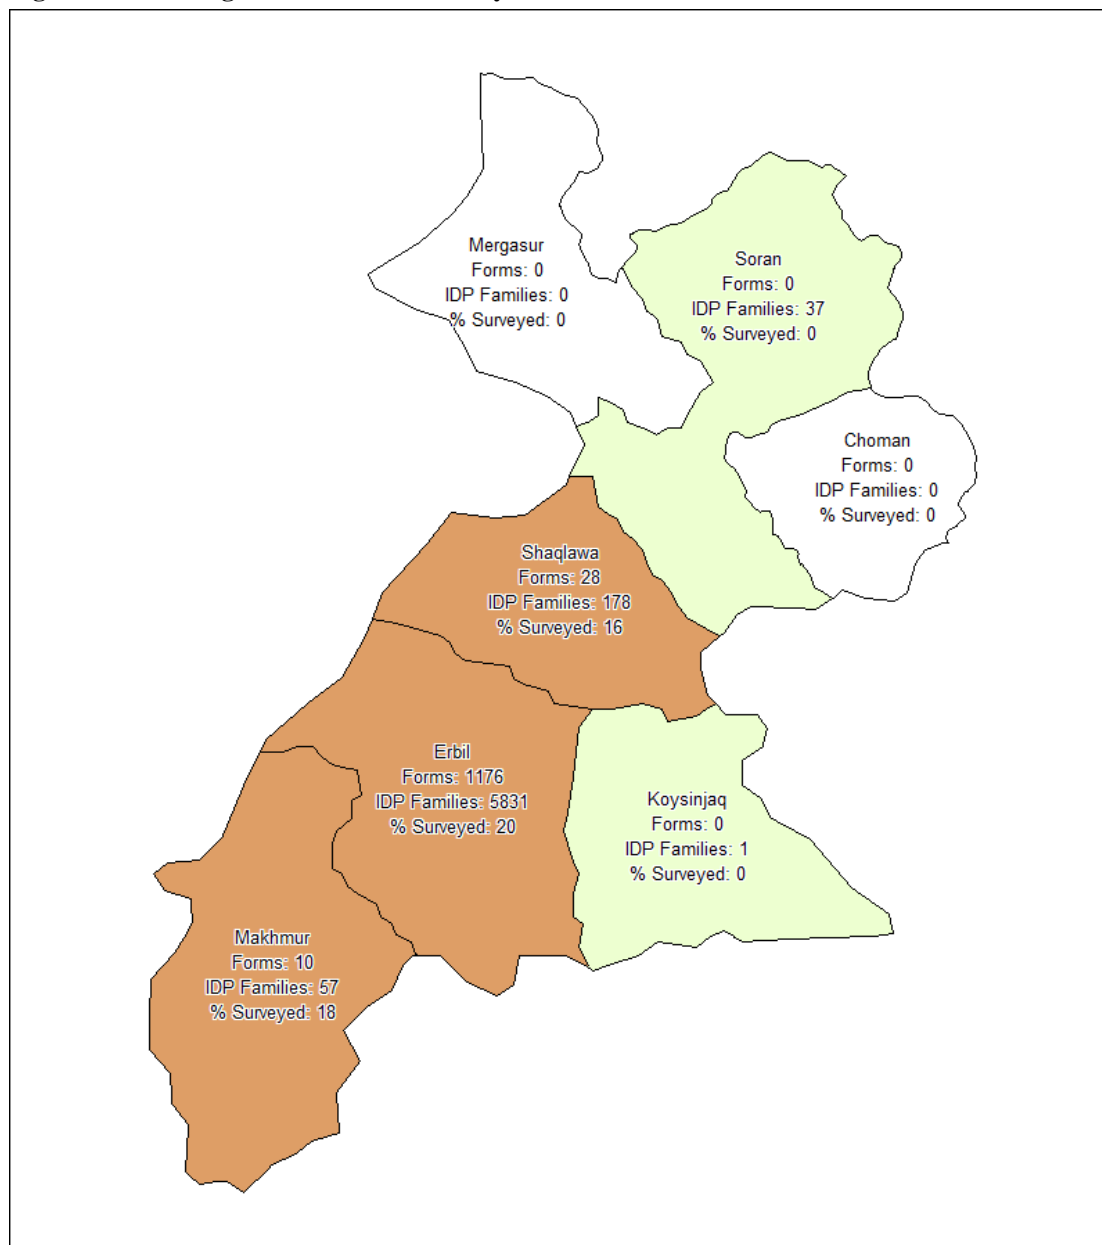 Mergasur
Forms: 0
IDP Families: 0
% Surveyed: 0
Soran
Forms: 0
IDP Families: 37
% Surveyed: 0
Choman
Forms: 0
IDP Families: 0
% Surveyed: 0
Shaqlawa
Forms: 28
IDP Families: 178
% Surveyed: 16
Erbil
Forms: 1176
IDP Families: 5831
% Surveyed: 20
Koysinjaq
Forms: 0
IDP Families: 1
% Surveyed: 0
Makhmur
Forms: 10
IDP Families: 57
% Surveyed: 18